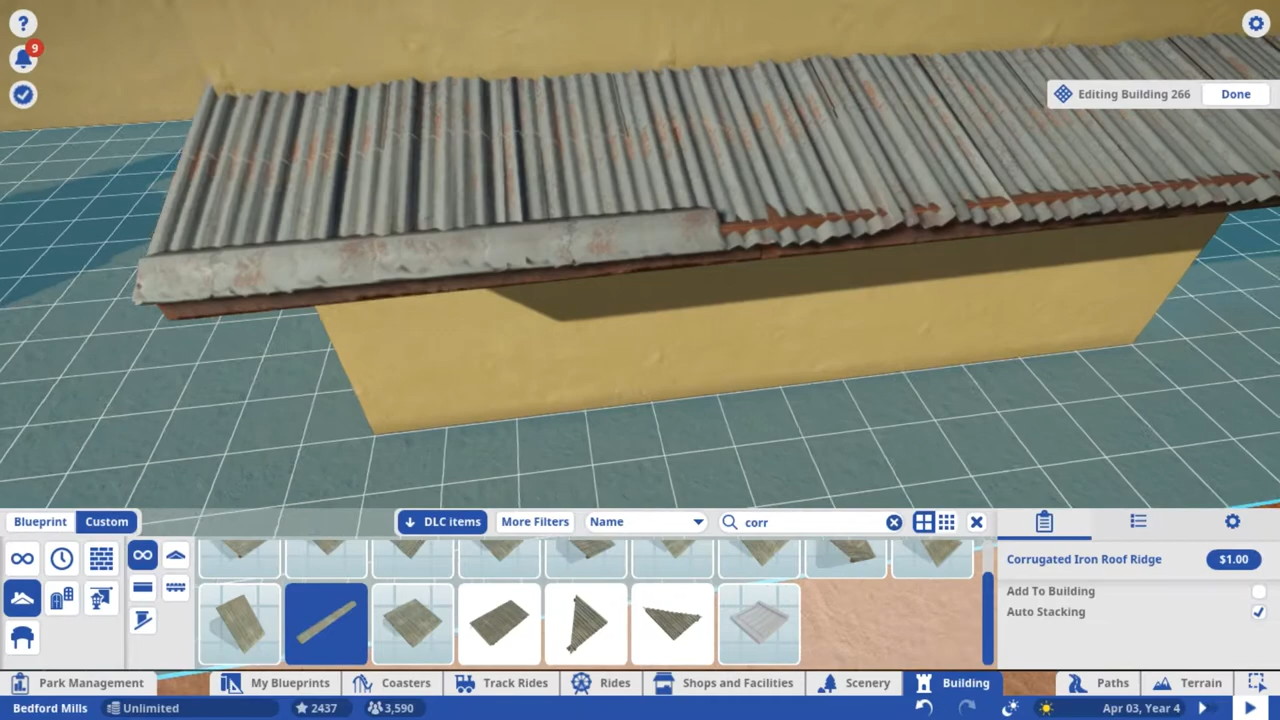 ?
9
Editing Building 266 Done
Blueprint Custom
DLC items
More Filters
Name
corr
Corrugated Iron Roof Ridge $1.00
Add To Building
Auto Stacking
Park Management
My Blueprints
Coasters
Track Rides
Rides
Shops and Facilities
Scenery
Building
Paths
Terrain
Bedford Mills
Unlimited
2437
3,590
Apr 03, Year 4